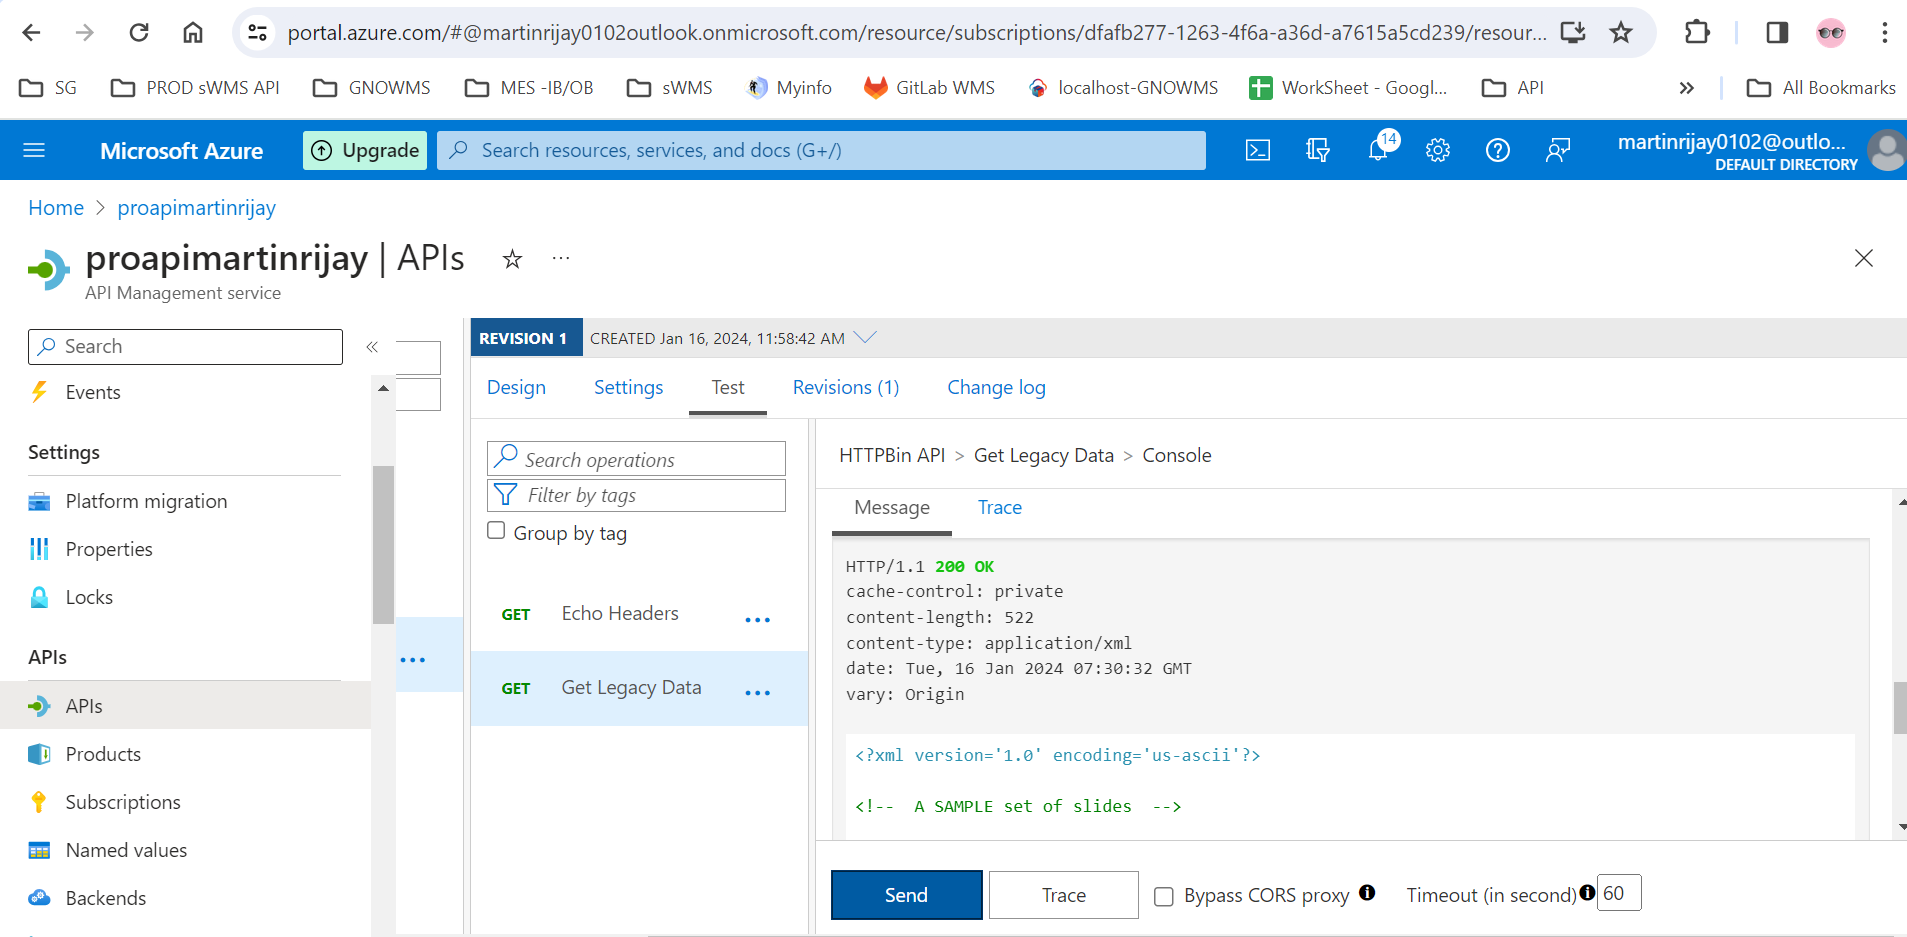 portal.azure.com/#@martinrijay0102outlook.onmicrosoft.com/resource/subscriptions/dfafb277-1263-4f6a-a36d-a7615a5cd239/resour...
SG PROD sWMS API GNOWMS MES -IB/OB sWMS Myinfo GitLab WMS localhost-GNOWMS WorkSheet - Googl... API » All Bookmarks
Microsoft Azure
Upgrade
Search resources, services, and docs (G+/)
14
martinrijay0102@outlo...
DEFAULT DIRECTORY
Home > proapimartinrijay
proapimartinrijay | APIs
API Management service
Search
Events
Settings
Platform migration
Properties
Locks
APIs
APIs
Products
Subscriptions
Named values
Backends
REVISION 1 CREATED Jan 16, 2024, 11:58:42 AM
Design Settings Test Revisions (1) Change log
Search operations
Filter by tags
Group by tag
GET Echo Headers
GET Get Legacy Data
HTTPBin API > Get Legacy Data > Console
Message Trace
HTTP/1.1 200 OK
cache-control: private
content-length: 522
content-type: application/xml
date: Tue, 16 Jan 2024 07:30:32 GMT
vary: Origin
<?xml version='1.0' encoding='us-ascii'?>
<!--  A SAMPLE set of slides  -->
Send Trace Bypass CORS proxy Timeout (in second) 60